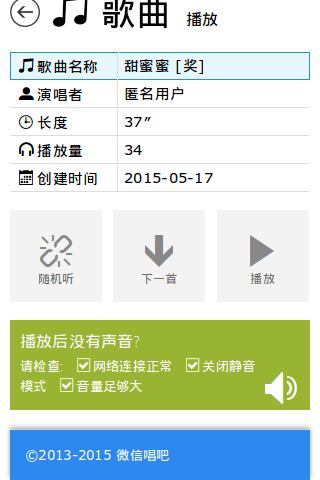 歌曲 播放
歌曲名称 甜蜜蜜 [奖]
演唱者 匿名用户
长度 37″
播放量 34
创建时间 2015-05-17
随机听 下一首 播放
播放后没有声音?
请检查: 网络连接正常 关闭静音
模式 音量足够大
©2013-2015 微信唱吧